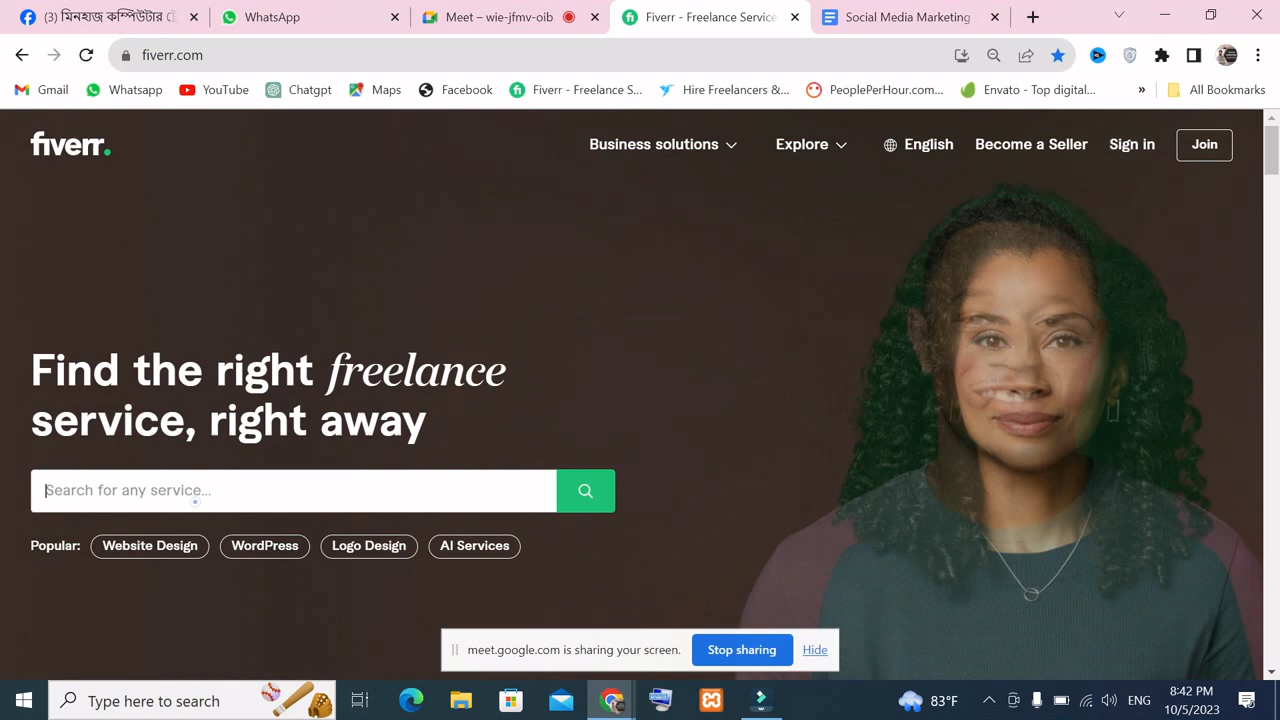 (3) মিনহাজ কম্পিউটার
WhatsApp
Meet – wie-jfmv-oib
Fiverr - Freelance Service
Social Media Marketing
fiverr.com
Gmail
Whatsapp
YouTube
Chatgpt
Maps
Facebook
Fiverr - Freelance S...
Hire Freelancers &...
PeoplePerHour.com...
Envato - Top digital...
»
All Bookmarks
fiverr.
Business solutions
Explore
English
Become a Seller
Sign in
Join
Find the right freelance
service, right away
Search for any service...
Popular:
Website Design
WordPress
Logo Design
AI Services
meet.google.com is sharing your screen.
Stop sharing
Hide
Type here to search
83°F
ENG
8:42 PM
10/5/2023